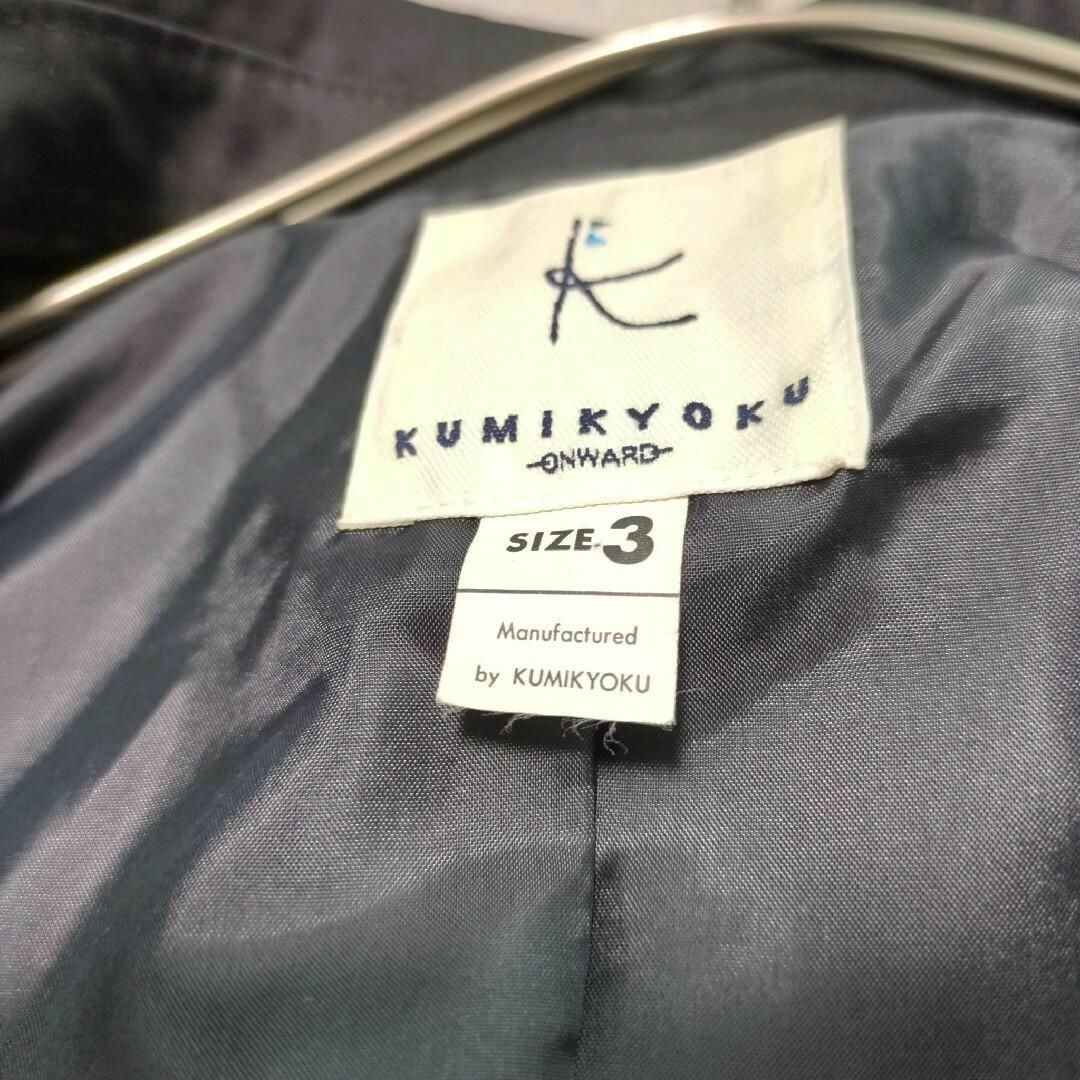 K
KUMIKYOKU
ONWARD
SIZE 3
Manufactured
by KUMIKYOKU